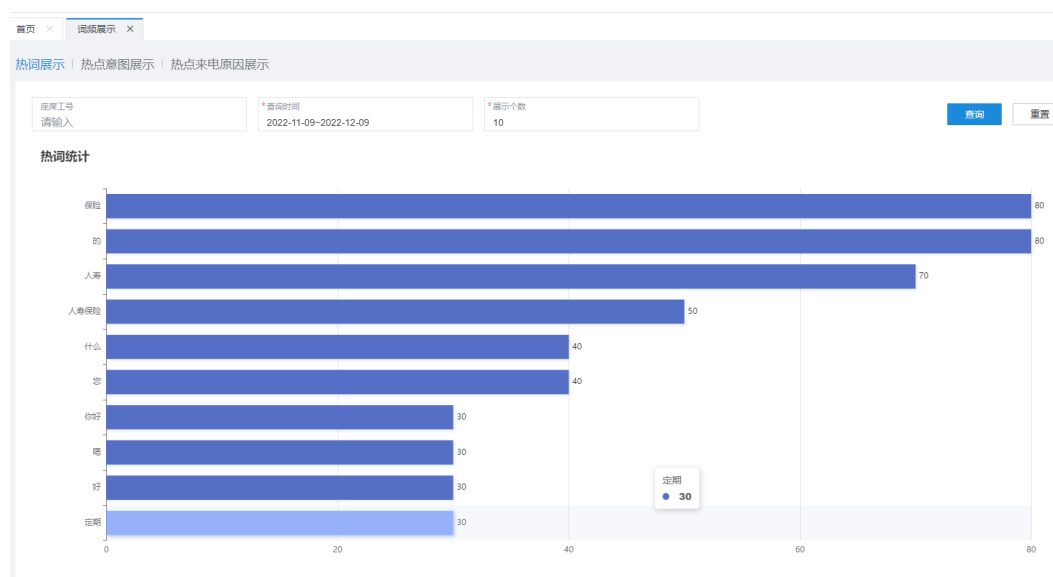 首页 × 词频展示 ×
热词展示 | 热点意图展示 | 热点来电原因展示
座席工号 *查询时间 *展示个数
请输入 2022-11-09~2022-12-09 10 查询 重置
热词统计
保险 80
的 80
人寿 70
人寿保险 50
什么 40
您 40
你好 30
嗯 30
好 30
定期
30
定期 30
0 20 40 60 80